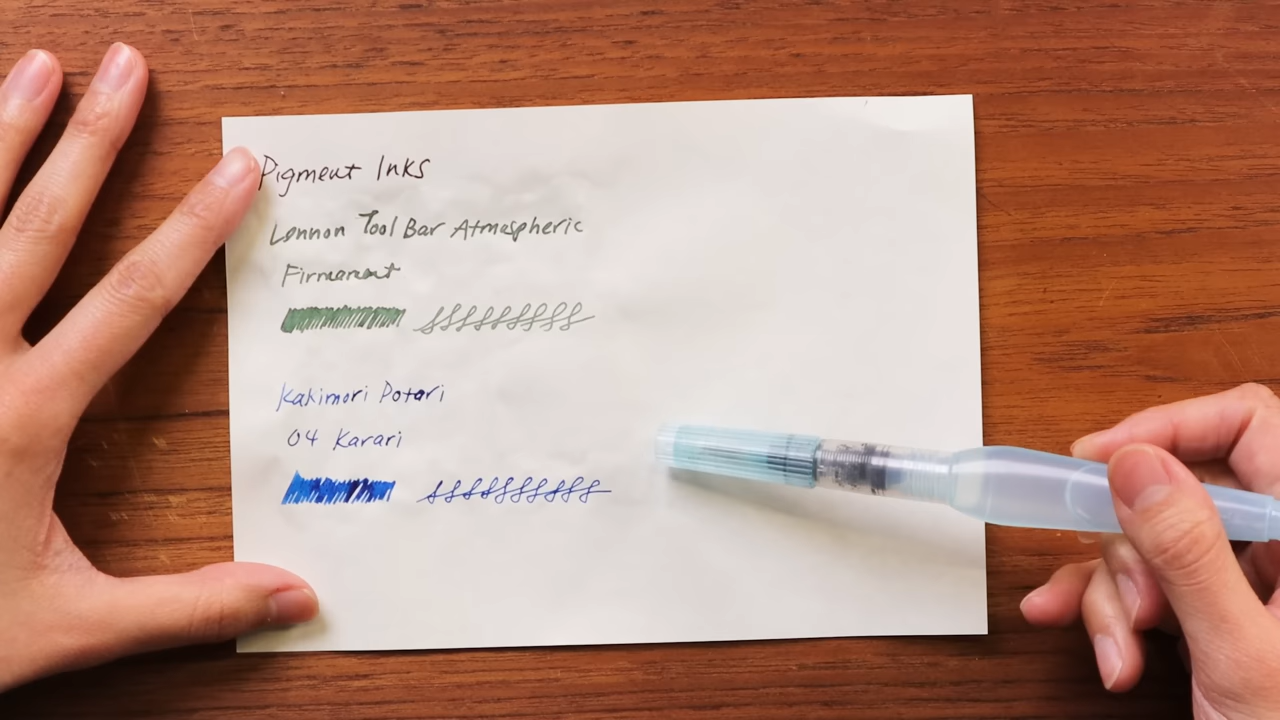 Pigment Inks
Lennon Tool Bar Atmospheric
Firmament
Kakimori Potari
04 Karari